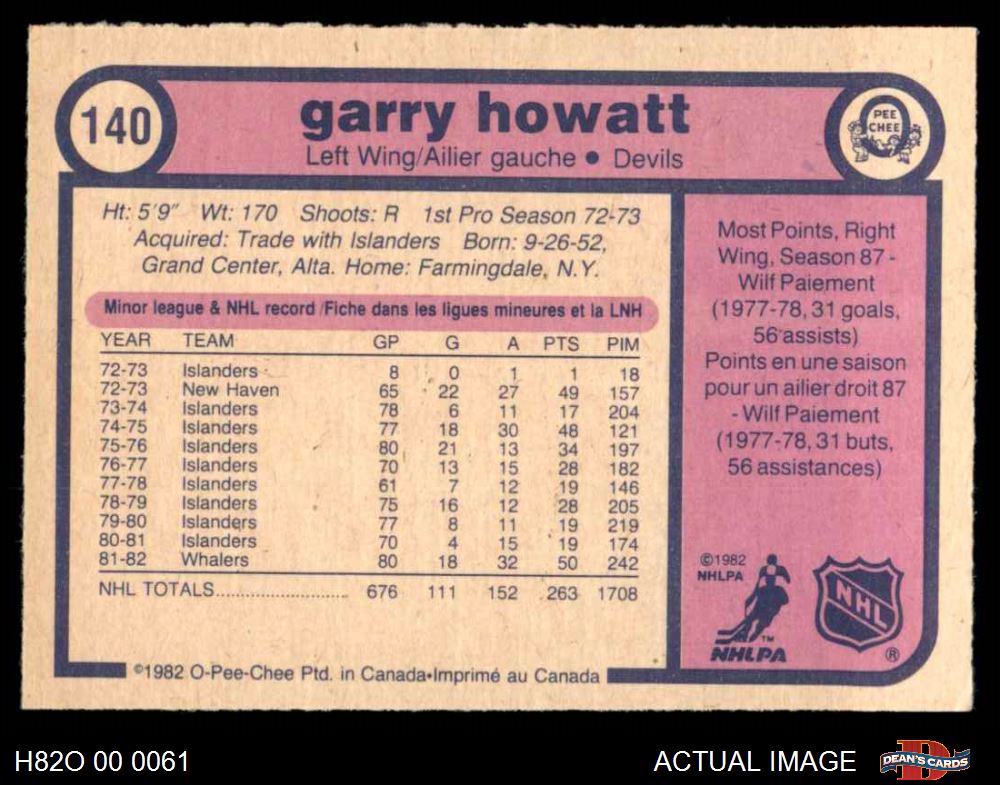 140
garry howatt
Left Wing/Ailier gauche • Devils
O
PEE
CHEE
Ht: 5'9" Wt: 170 Shoots: R 1st Pro Season 72-73
Acquired: Trade with Islanders Born: 9-26-52,
Grand Center, Alta. Home: Farmingdale, N.Y.
Minor league & NHL record /Fiche dans les ligues mineures et la LNH
YEAR TEAM GP G A PTS PIM
72-73 Islanders 8 0 1 1 18
72-73 New Haven 65 22 27 49 157
73-74 Islanders 78 6 11 17 204
74-75 Islanders 77 18 30 48 121
75-76 Islanders 80 21 13 34 197
76-77 Islanders 70 13 15 28 182
77-78 Islanders 61 7 12 19 146
78-79 Islanders 75 16 12 28 205
79-80 Islanders 77 8 11 19 219
80-81 Islanders 70 4 15 19 174
81-82 Whalers 80 18 32 50 242
NHL TOTALS........................ 676 111 152 263 1708
©1982 O-Pee-Chee Ptd. in Canada•Imprimé au Canada
Most Points, Right
Wing, Season 87 -
Wilf Paiement
(1977-78, 31 goals,
56 assists)
Points en une saison
pour un ailier droit 87
- Wilf Paiement
(1977-78, 31 buts,
56 assistances)
©1982
NHLPA
TM
NHLPA
NHL
®
H82O 00 0061
ACTUAL IMAGE
D
DEAN'S CARDS